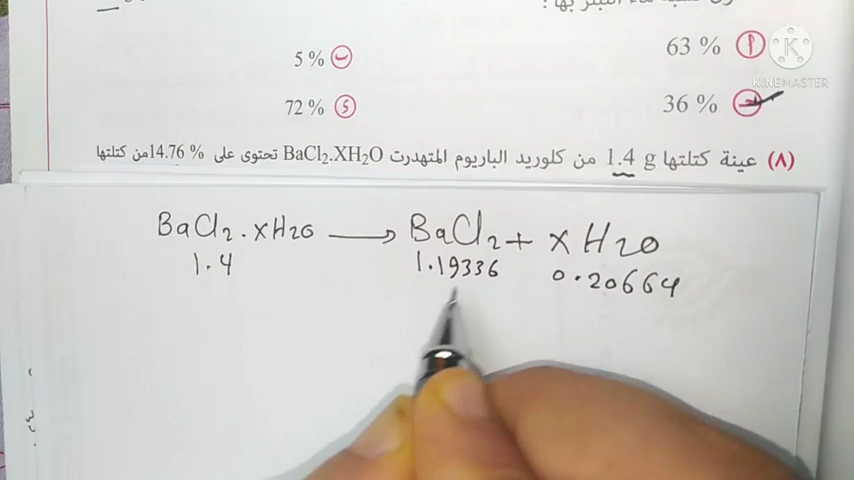 63 % أ
5 % ب
36 % ج
72 % د
(٨) عينة كتلتها 1.4 g من كلوريد الباريوم المتهدرت BaCl₂.XH₂O تحتوى على 14.76 % من كتلتها
BaCl₂ . xH₂O ⟶ BaCl₂ + xH₂O
1.4 1.19336 0.20664
K
KINEMASTER